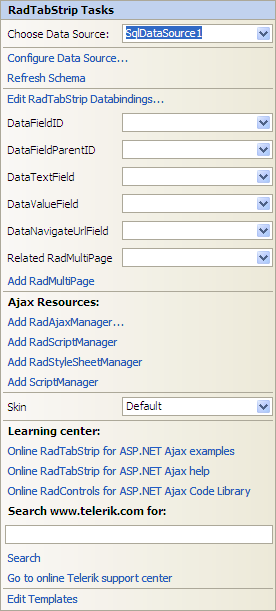 RadTabStrip Tasks
Choose Data Source: SqlDataSource1
Configure Data Source...
Refresh Schema
Edit RadTabStrip Databindings...
DataFieldID
DataFieldParentID
DataTextField
DataValueField
DataNavigateUrlField
Related RadMultiPage
Add RadMultiPage
Ajax Resources:
Add RadAjaxManager...
Add RadScriptManager
Add RadStyleSheetManager
Add ScriptManager
Skin Default
Learning center:
Online RadTabStrip for ASP.NET Ajax examples
Online RadTabStrip for ASP.NET Ajax help
Online RadControls for ASP.NET Ajax Code Library
Search www.telerik.com for:
Search
Go to online Telerik support center
Edit Templates